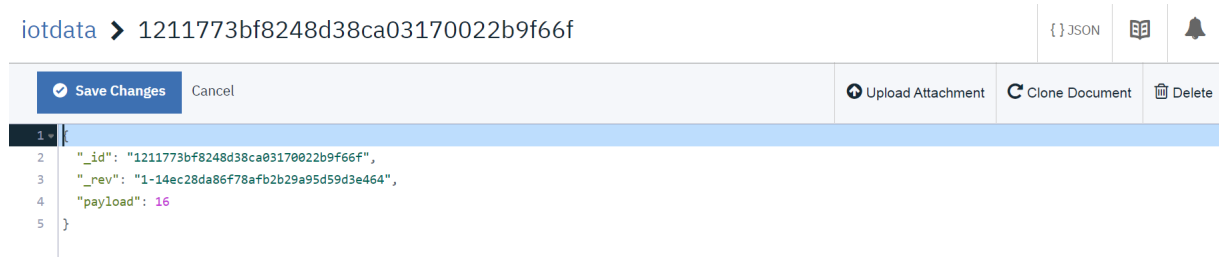 iotdata > 1211773bf8248d38ca03170022b9f66f
{ } JSON
Save Changes Cancel
Upload Attachment Clone Document Delete
1 {
2 "_id": "1211773bf8248d38ca03170022b9f66f",
3 "_rev": "1-14ec28da86f78afb2b29a95d59d3e464",
4 "payload": 16
5 }